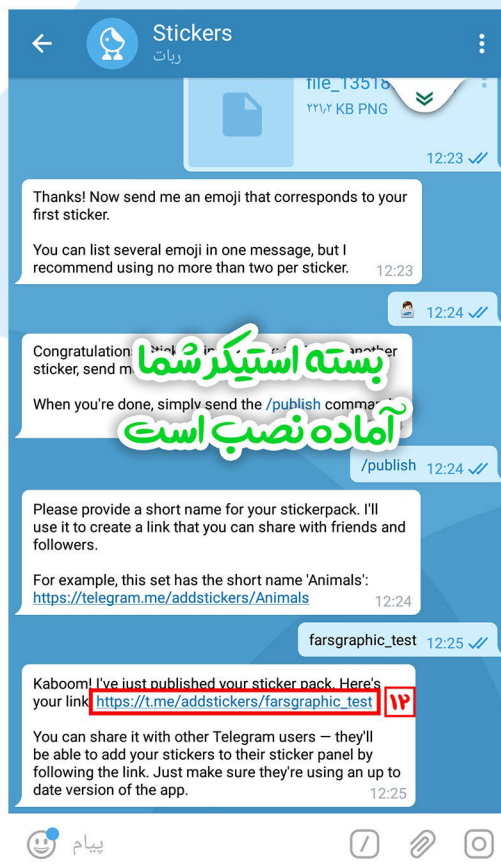 Stickers
ربات
file_13518
۲۲۱٫۲ KB PNG
12:23
Thanks! Now send me an emoji that corresponds to your
first sticker.
You can list several emoji in one message, but I
recommend using no more than two per sticker.
12:23
12:24
sticker, send
بسته استیکر شما
When you're done, simply send the /publish
آماده نصب است
/publish 12:24
Please provide a short name for your stickerpack. I'll
use it to create a link that you can share with friends and
followers.
For example, this set has the short name 'Animals':
https://telegram.me/addstickers/Animals
12:24
farsgraphic_test 12:25
Kaboom! I've just published your sticker pack. Here's
your link: https://t.me/addstickers/farsgraphic_test ۱۲
You can share it with other Telegram users — they'll
be able to add your stickers to their sticker panel by
following the link. Just make sure they're using an up to
date version of the app.
12:25
پیام